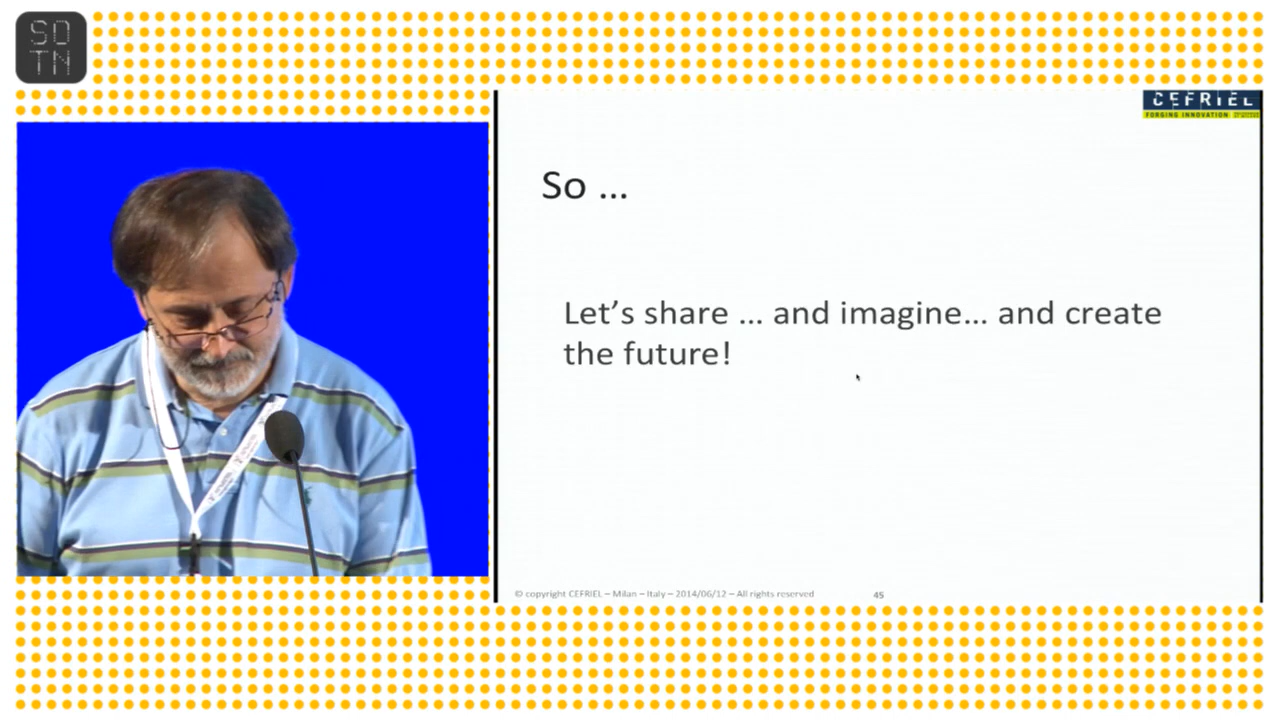 SO
TN
CEFRIEL
FORGING INNOVATION
So ...
Let’s share ... and imagine... and create
the future!
© copyright CEFRIEL – Milan – Italy – 2014/06/12 – All rights reserved 45